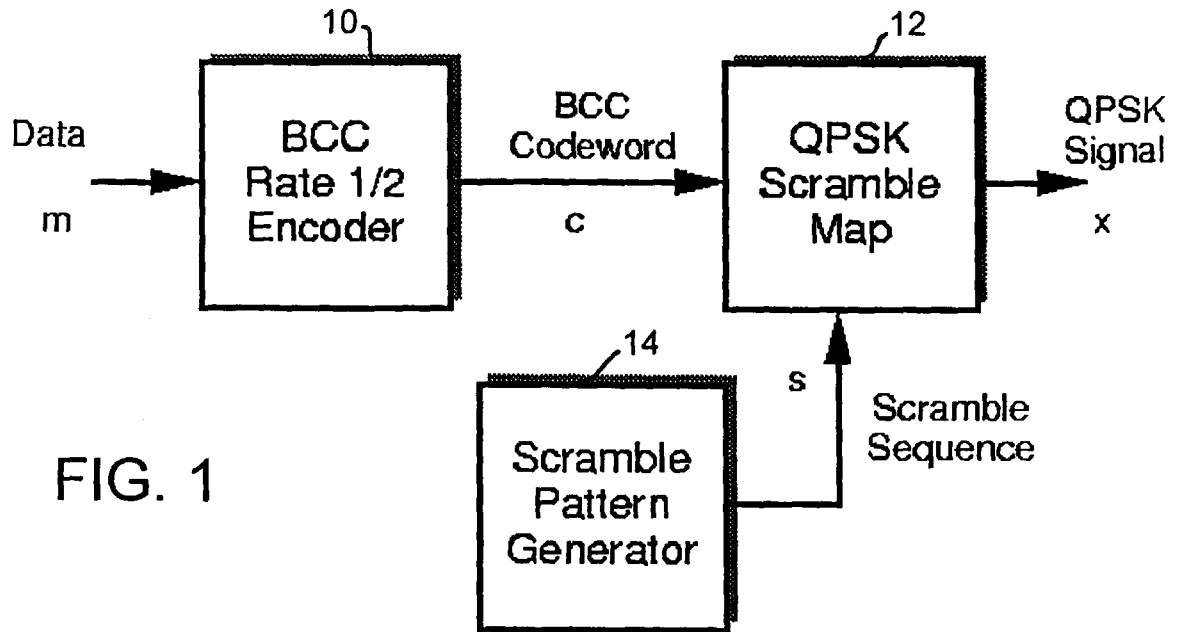 10
12
Data
m
BCC
Rate 1/2
Encoder
BCC
Codeword
c
QPSK
Scramble
Map
QPSK
Signal
x
14
s
Scramble
Sequence
Scramble
Pattern
Generator
FIG. 1